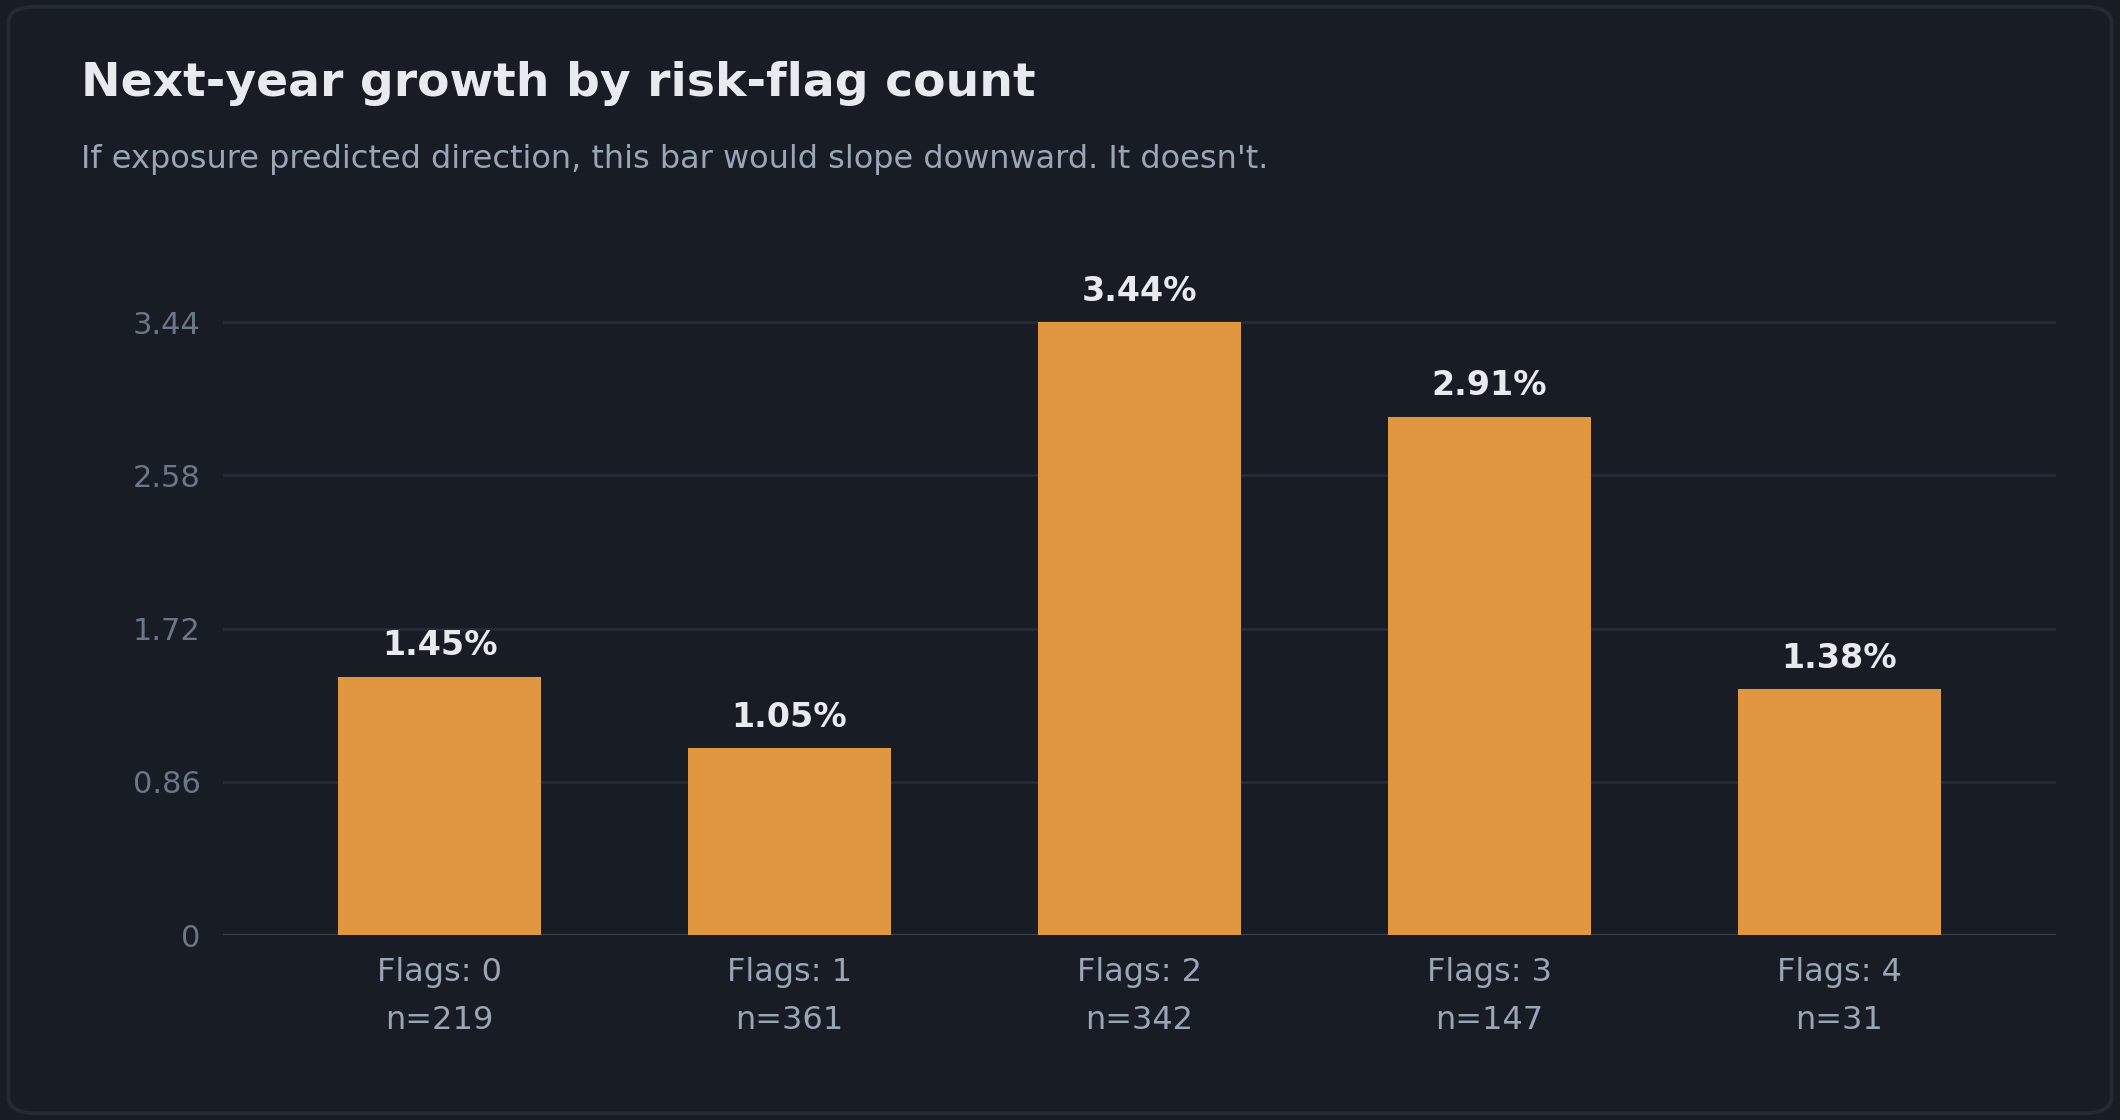 Next-year growth by risk-flag count
If exposure predicted direction, this bar would slope downward. It doesn't.
3.44%
3.44
2.91%
2.58
1.72
1.45%
1.38%
1.05%
0.86
0
Flags: 0
n=219
Flags: 1
n=361
Flags: 2
n=342
Flags: 3
n=147
Flags: 4
n=31